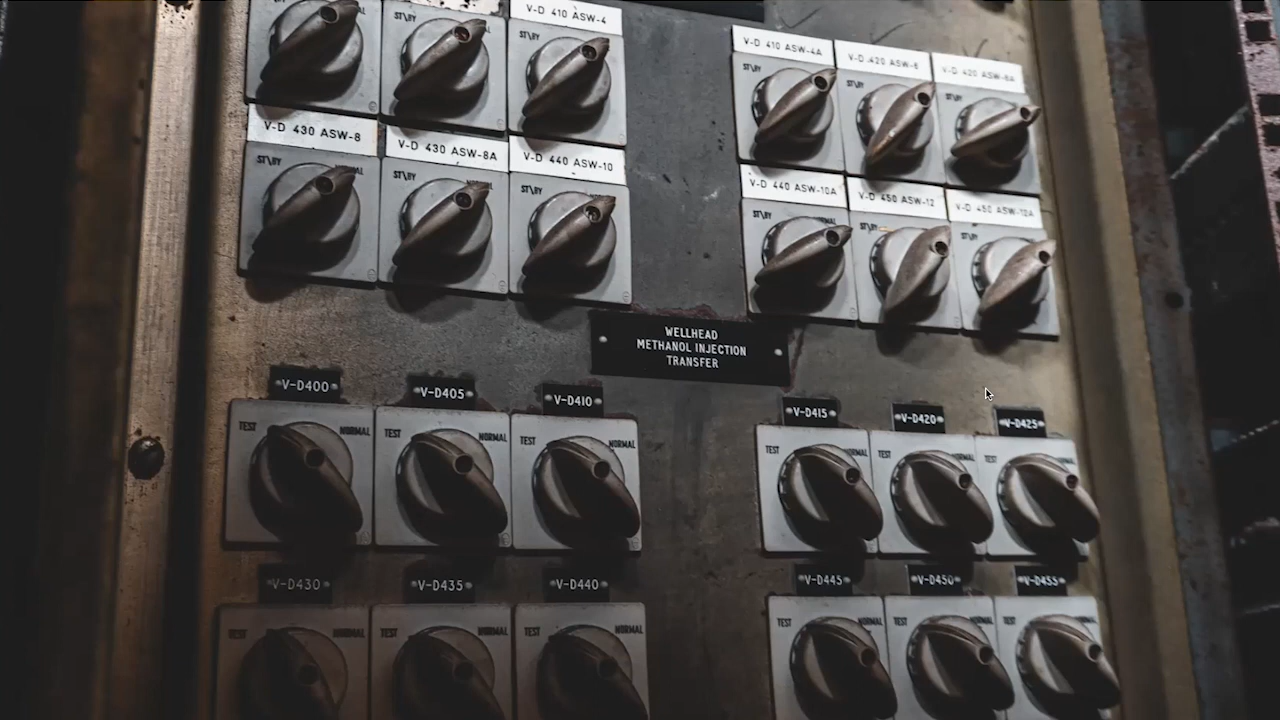 V-D 410 ASW-4
V-D 410 ASW-4A
V-D 420 ASW-6
V-D 420 ASW-6A
ST\BY
ST\BY
ST\BY
ST\BY
ST\BY
V-D 430 ASW-8
V-D 430 ASW-8A
V-D 440 ASW-10
V-D 440 ASW-10A
V-D 450 ASW-12
V-D 450 ASW-12A
ST\BY
ST\BY
ST\BY
ST\BY
ST\BY
ST\BY
WELLHEAD
METHANOL INJECTION
TRANSFER
V-D400
V-D405
V-D410
V-D415
V-D420
V-D425
TEST NORMAL
TEST NORMAL
TEST NORMAL
TEST
TEST
TEST
V-D430
V-D435
V-D440
V-D445
V-D450
V-D455
TEST NORMAL
TEST NORMAL
TEST NORMAL
TEST
TEST
TEST